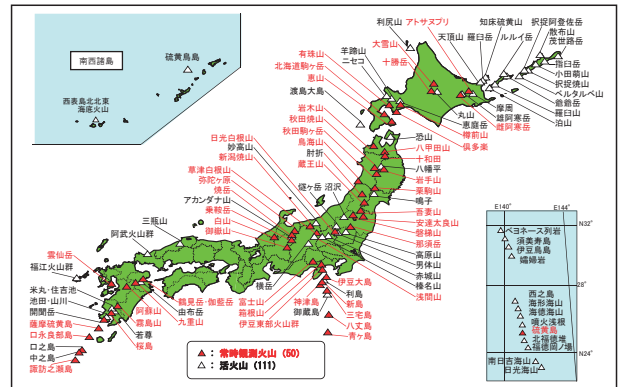 南西諸島
硫黄鳥島
西表島北北東
海底火山
利尻山
アトサヌプリ
知床硫黄山
択捉阿登佐岳
天頂山
羅臼岳
ルルイ岳
散布山
茂世路岳
指臼岳
小田萌山
択捉焼山
ベルタルベ山
爺爺岳
羅臼山
泊山
大雪山
十勝岳
羊蹄山
ニセコ
有珠山
北海道駒ヶ岳
恵山
渡島大島
摩周
雄阿寒岳
雌阿寒岳
丸山
恵庭岳
樽前山
倶多楽
岩木山
秋田焼山
秋田駒ヶ岳
鳥海山
肘折
蔵王山
恐山
八甲田山
十和田
八幡平
岩手山
栗駒山
鳴子
吾妻山
安達太良山
磐梯山
那須岳
高原山
男体山
赤城山
榛名山
浅間山
日光白根山
妙高山
新潟焼山
草津白根山
弥陀ヶ原
焼岳
アカンダナ山
乗鞍岳
白山
御嶽山
燧ヶ岳
沼沢
三瓶山
阿武火山群
雲仙岳
福江火山群
米丸・住吉池
池田・山川
開聞岳
薩摩硫黄島
口永良部島
口之島
中之島
諏訪之瀬島
阿蘇山
霧島山
若尊
桜島
鶴見岳・伽藍岳
由布岳
九重山
横岳
富士山
箱根山
伊豆東部火山群
伊豆大島
利島
新島
神津島
三宅島
御蔵島
八丈島
青ヶ島
▲：常時観測火山（50）
△：活火山（111）
E140° E144°
N32°
ベヨネース列岩
須美寿島
伊豆鳥島
孀婦岩
28°
西之島
海形海山
海徳海山
噴火浅根
硫黄島
北福徳堆
福徳岡ノ場
N24°
南日吉海山
日光海山